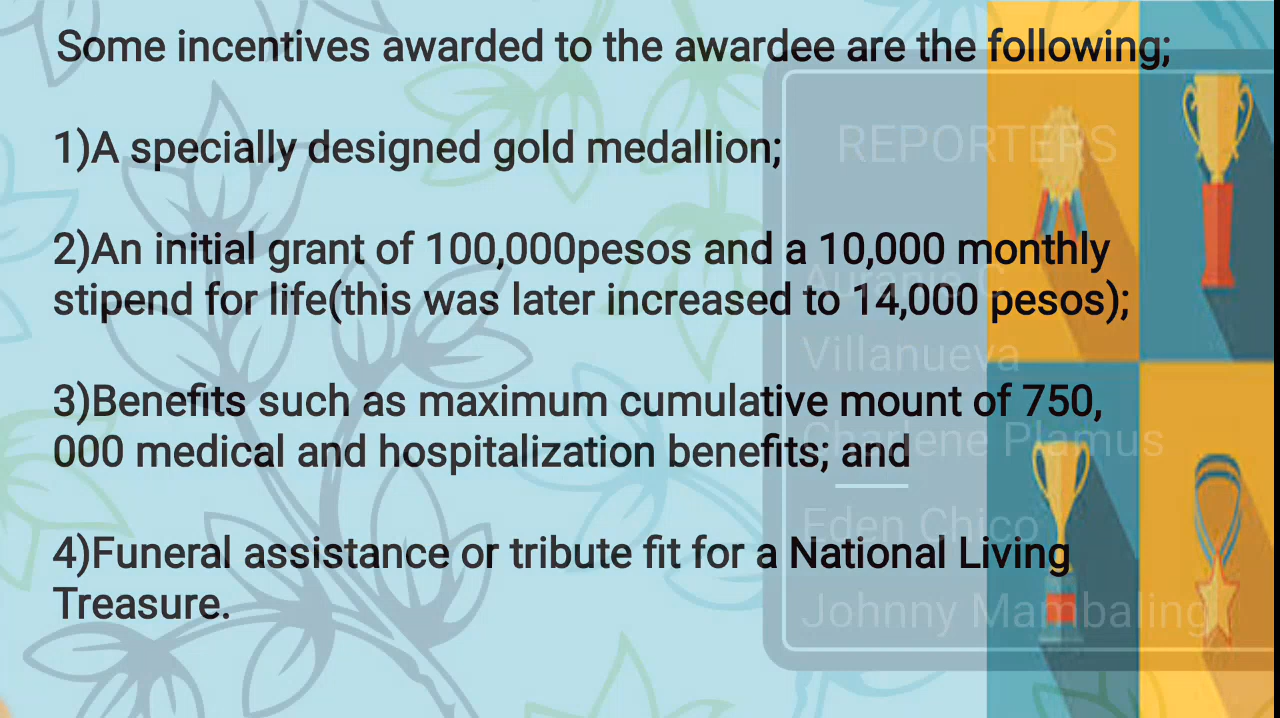 Some incentives awarded to the awardee are the following;
1)A specially designed gold medallion;
REPORTERS
2)An initial grant of 100,000pesos and a 10,000 monthly
stipend for life(this was later increased to 14,000 pesos);
Villanueva
3)Benefits such as maximum cumulative mount of 750,
000 medical and hospitalization benefits; and
Charlene Plamus
Eden Chico
4)Funeral assistance or tribute fit for a National Living
Treasure.
Johnny Mambaling